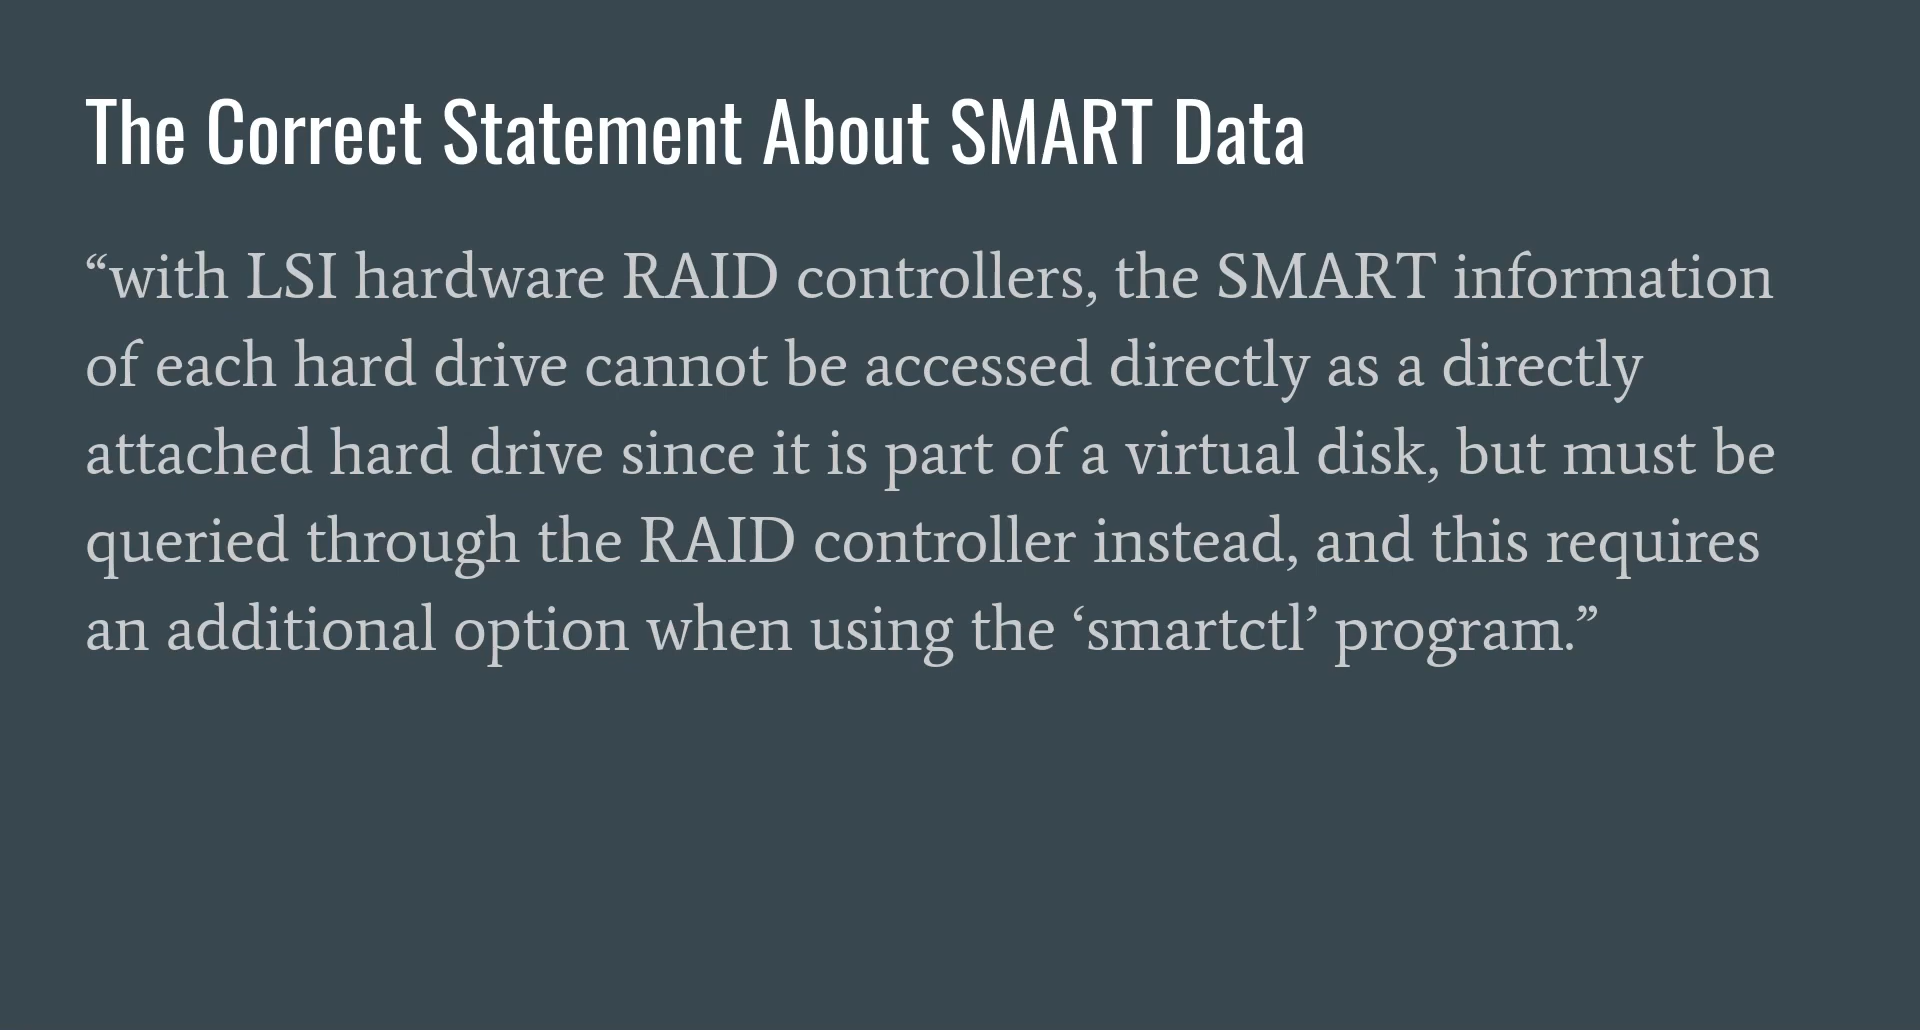 The Correct Statement About SMART Data
“with LSI hardware RAID controllers, the SMART information
of each hard drive cannot be accessed directly as a directly
attached hard drive since it is part of a virtual disk, but must be
queried through the RAID controller instead, and this requires
an additional option when using the ‘smartctl’ program.”